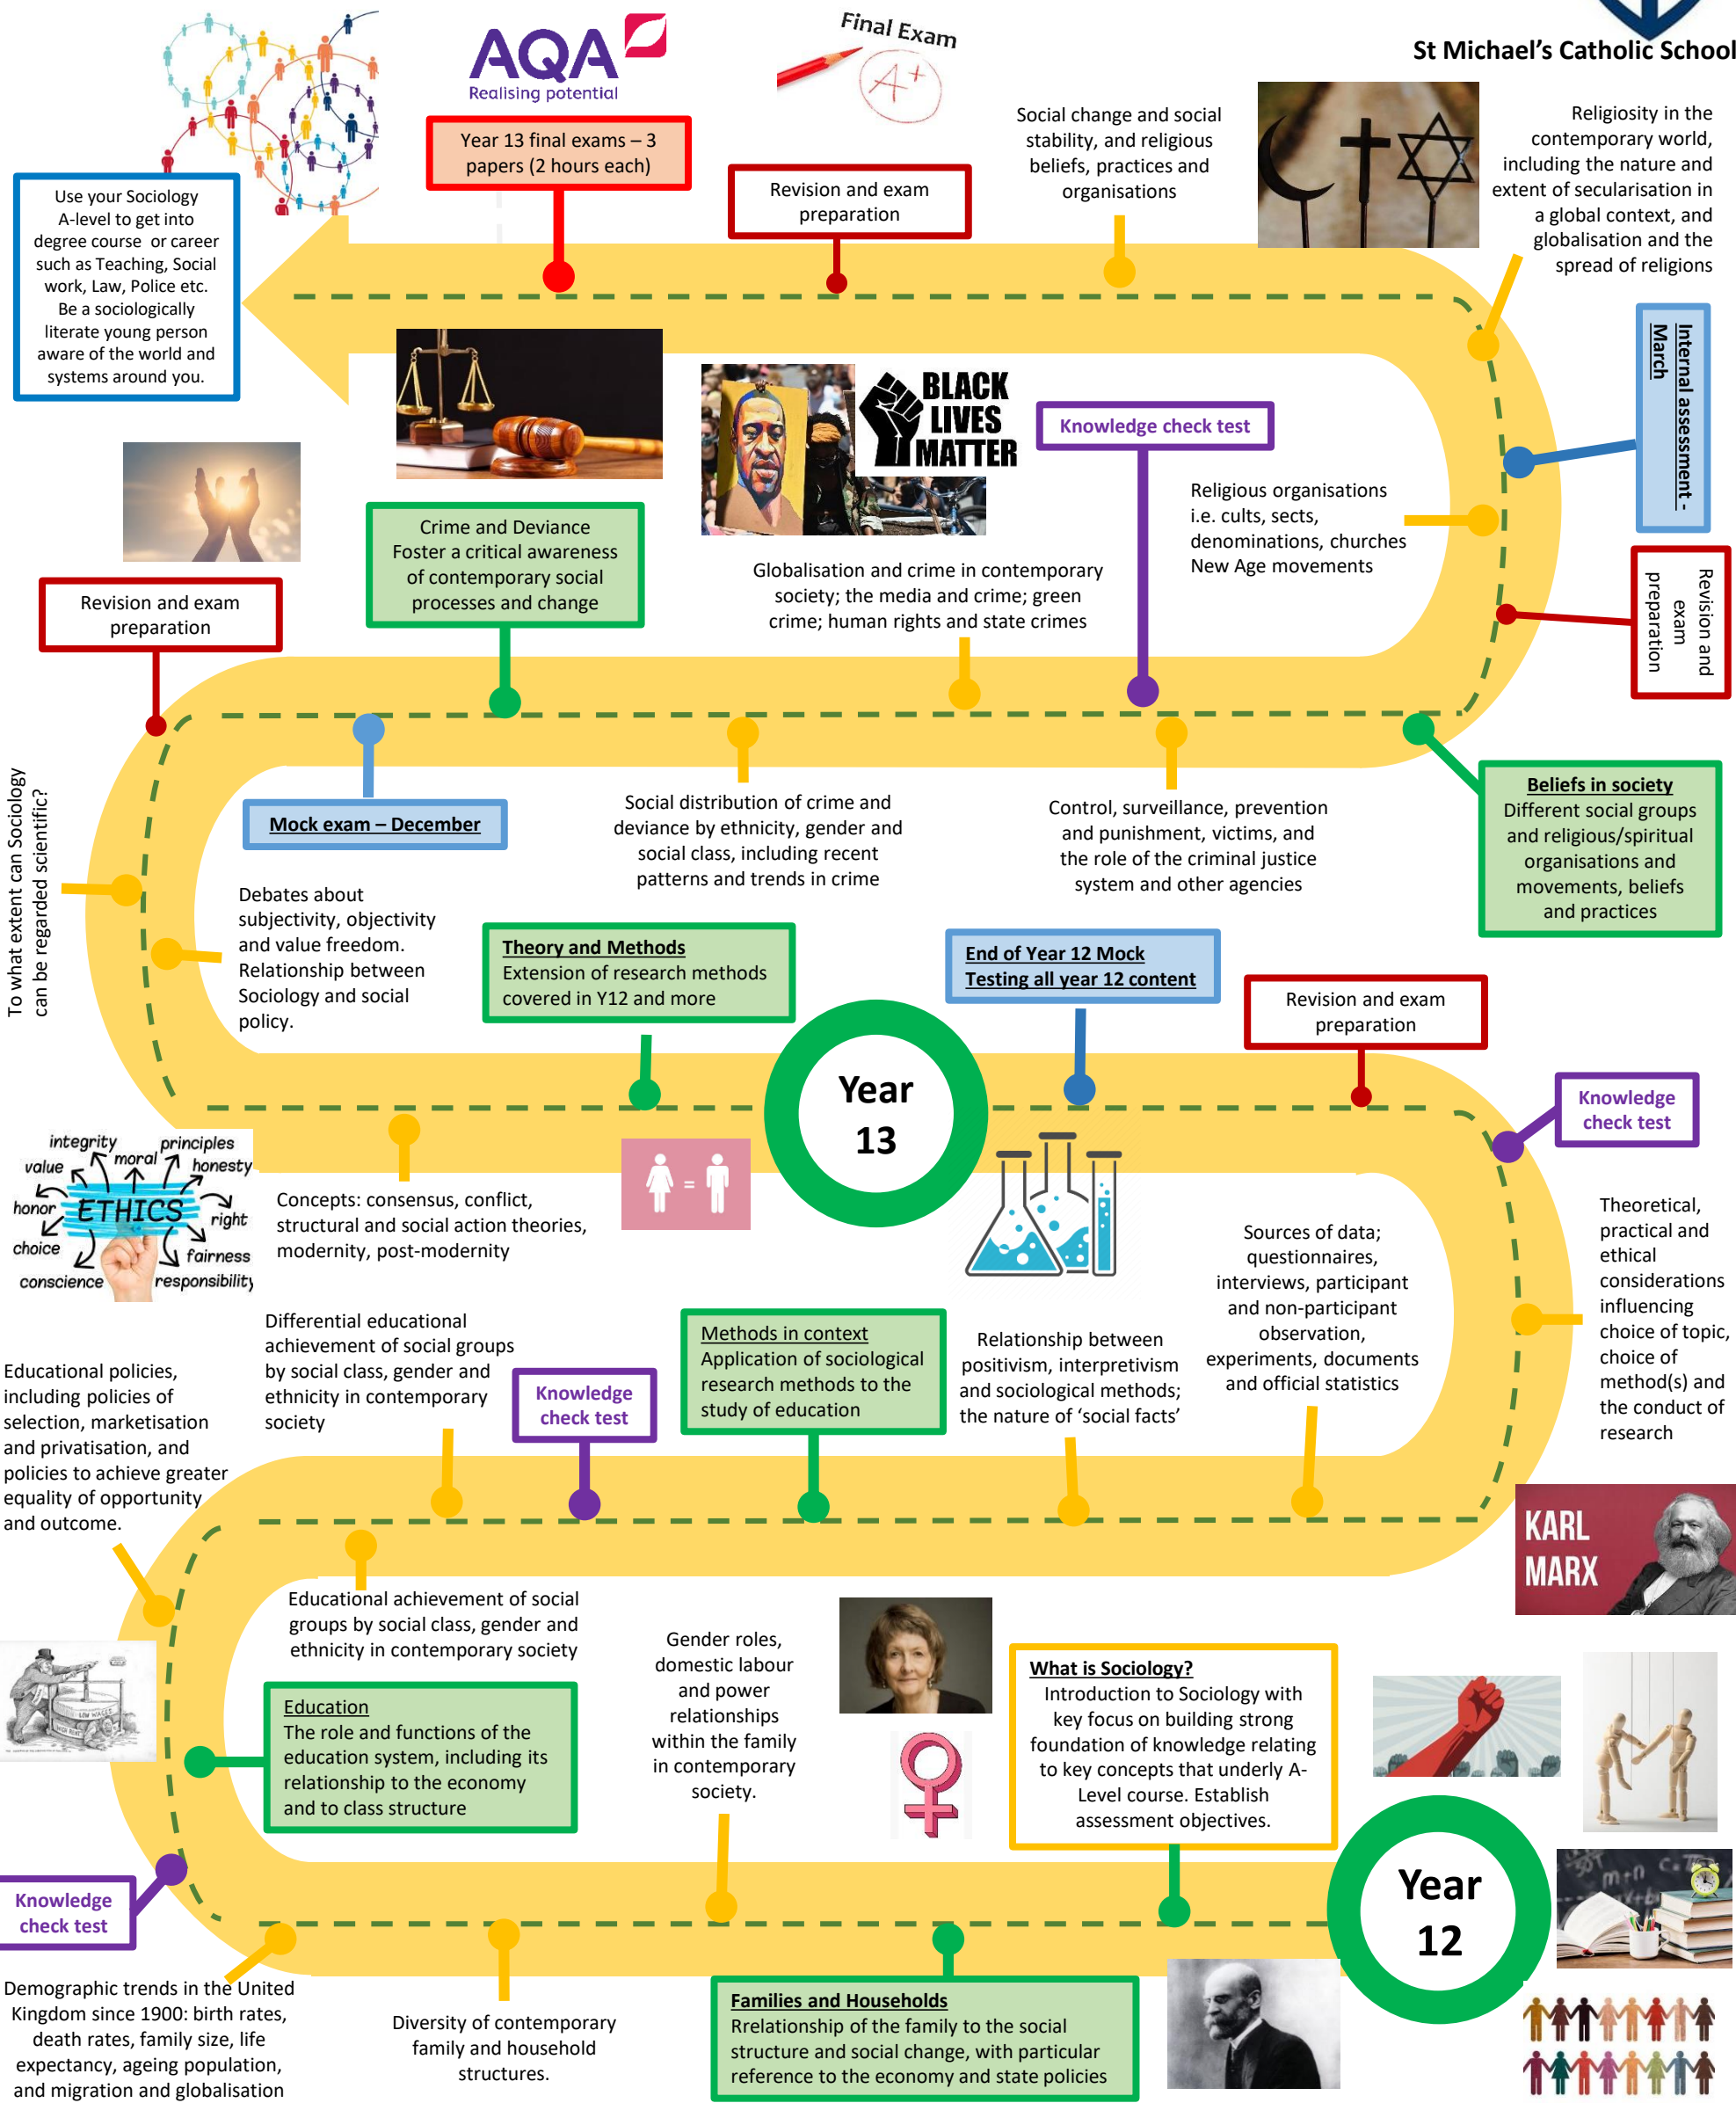 St Michael's Catholic School
AQA
Realising potential
Final Exam
A+
Year 13 final exams – 3
papers (2 hours each)
Revision and exam
preparation
Social change and social
stability, and religious
beliefs, practices and
organisations
Religiosity in the
contemporary world,
including the nature and
extent of secularisation in
a global context, and
globalisation and the
spread of religions
Use your Sociology
A-level to get into
degree course or career
such as Teaching, Social
work, Law, Police etc.
Be a sociologically
literate young person
aware of the world and
systems around you.
Internal assessment -
March
BLACK
LIVES
MATTER
Knowledge check test
Religious organisations
i.e. cults, sects,
denominations, churches
New Age movements
Crime and Deviance
Foster a critical awareness
of contemporary social
processes and change
Globalisation and crime in contemporary
society; the media and crime; green
crime; human rights and state crimes
Revision and exam
preparation
Revision and
exam
preparation
To what extent can Sociology
can be regarded scientific?
Mock exam – December
Social distribution of crime and
deviance by ethnicity, gender and
social class, including recent
patterns and trends in crime
Control, surveillance, prevention
and punishment, victims, and
the role of the criminal justice
system and other agencies
Beliefs in society
Different social groups
and religious/spiritual
organisations and
movements, beliefs
and practices
Debates about
subjectivity, objectivity
and value freedom.
Relationship between
Sociology and social
policy.
Theory and Methods
Extension of research methods
covered in Y12 and more
End of Year 12 Mock
Testing all year 12 content
Revision and exam
preparation
Year
13
Knowledge
check test
integrity
principles
value
moral
honesty
honor
ETHICS
right
choice
fairness
conscience
responsibility
Concepts: consensus, conflict,
structural and social action theories,
modernity, post-modernity
=
Sources of data;
questionnaires,
interviews, participant
and non-participant
observation,
experiments, documents
and official statistics
Theoretical,
practical and
ethical
considerations
influencing
choice of topic,
choice of
method(s) and
the conduct of
research
Educational policies,
including policies of
selection, marketisation
and privatisation, and
policies to achieve greater
equality of opportunity
and outcome.
Differential educational
achievement of social groups
by social class, gender and
ethnicity in contemporary
society
Knowledge
check test
Methods in context
Application of sociological
research methods to the
study of education
Relationship between
positivism, interpretivism
and sociological methods;
the nature of 'social facts'
KARL
MARX
Educational achievement of social
groups by social class, gender and
ethnicity in contemporary society
LOW WAGES
Education
The role and functions of the
education system, including its
relationship to the economy
and to class structure
Gender roles,
domestic labour
and power
relationships
within the family
in contemporary
society.
What is Sociology?
Introduction to Sociology with
key focus on building strong
foundation of knowledge relating
to key concepts that underly A-
Level course. Establish
assessment objectives.
Year
12
Knowledge
check test
Demographic trends in the United
Kingdom since 1900: birth rates,
death rates, family size, life
expectancy, ageing population,
and migration and globalisation
Diversity of contemporary
family and household
structures.
Families and Households
Rrelationship of the family to the social
structure and social change, with particular
reference to the economy and state policies